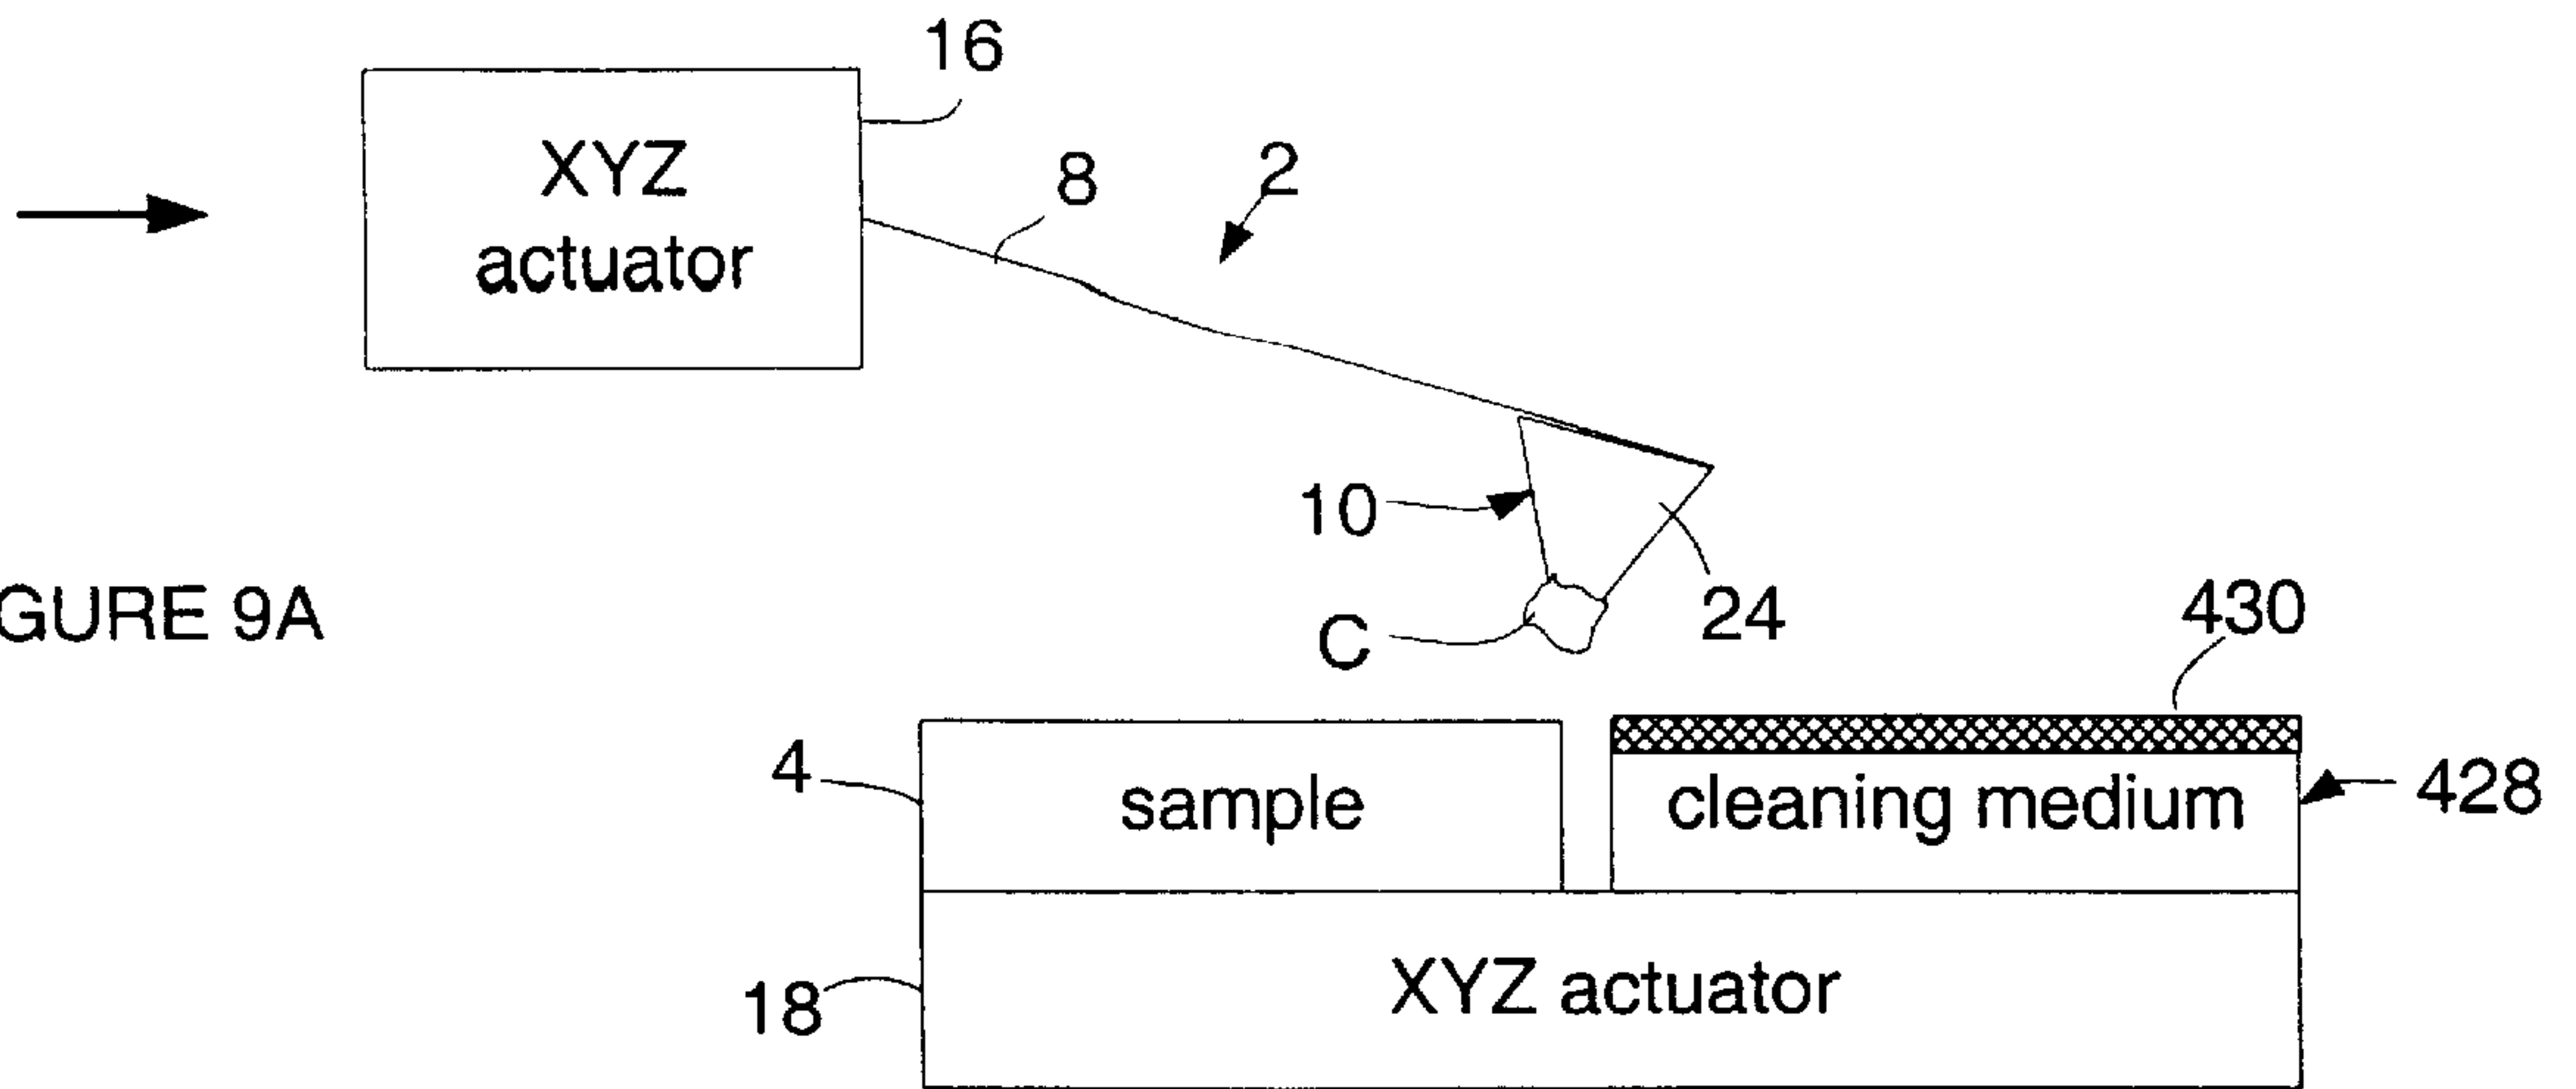 16
XYZ
actuator
8
2
10
24
C
GURE 9A
430
4
sample
cleaning medium
428
18
XYZ actuator